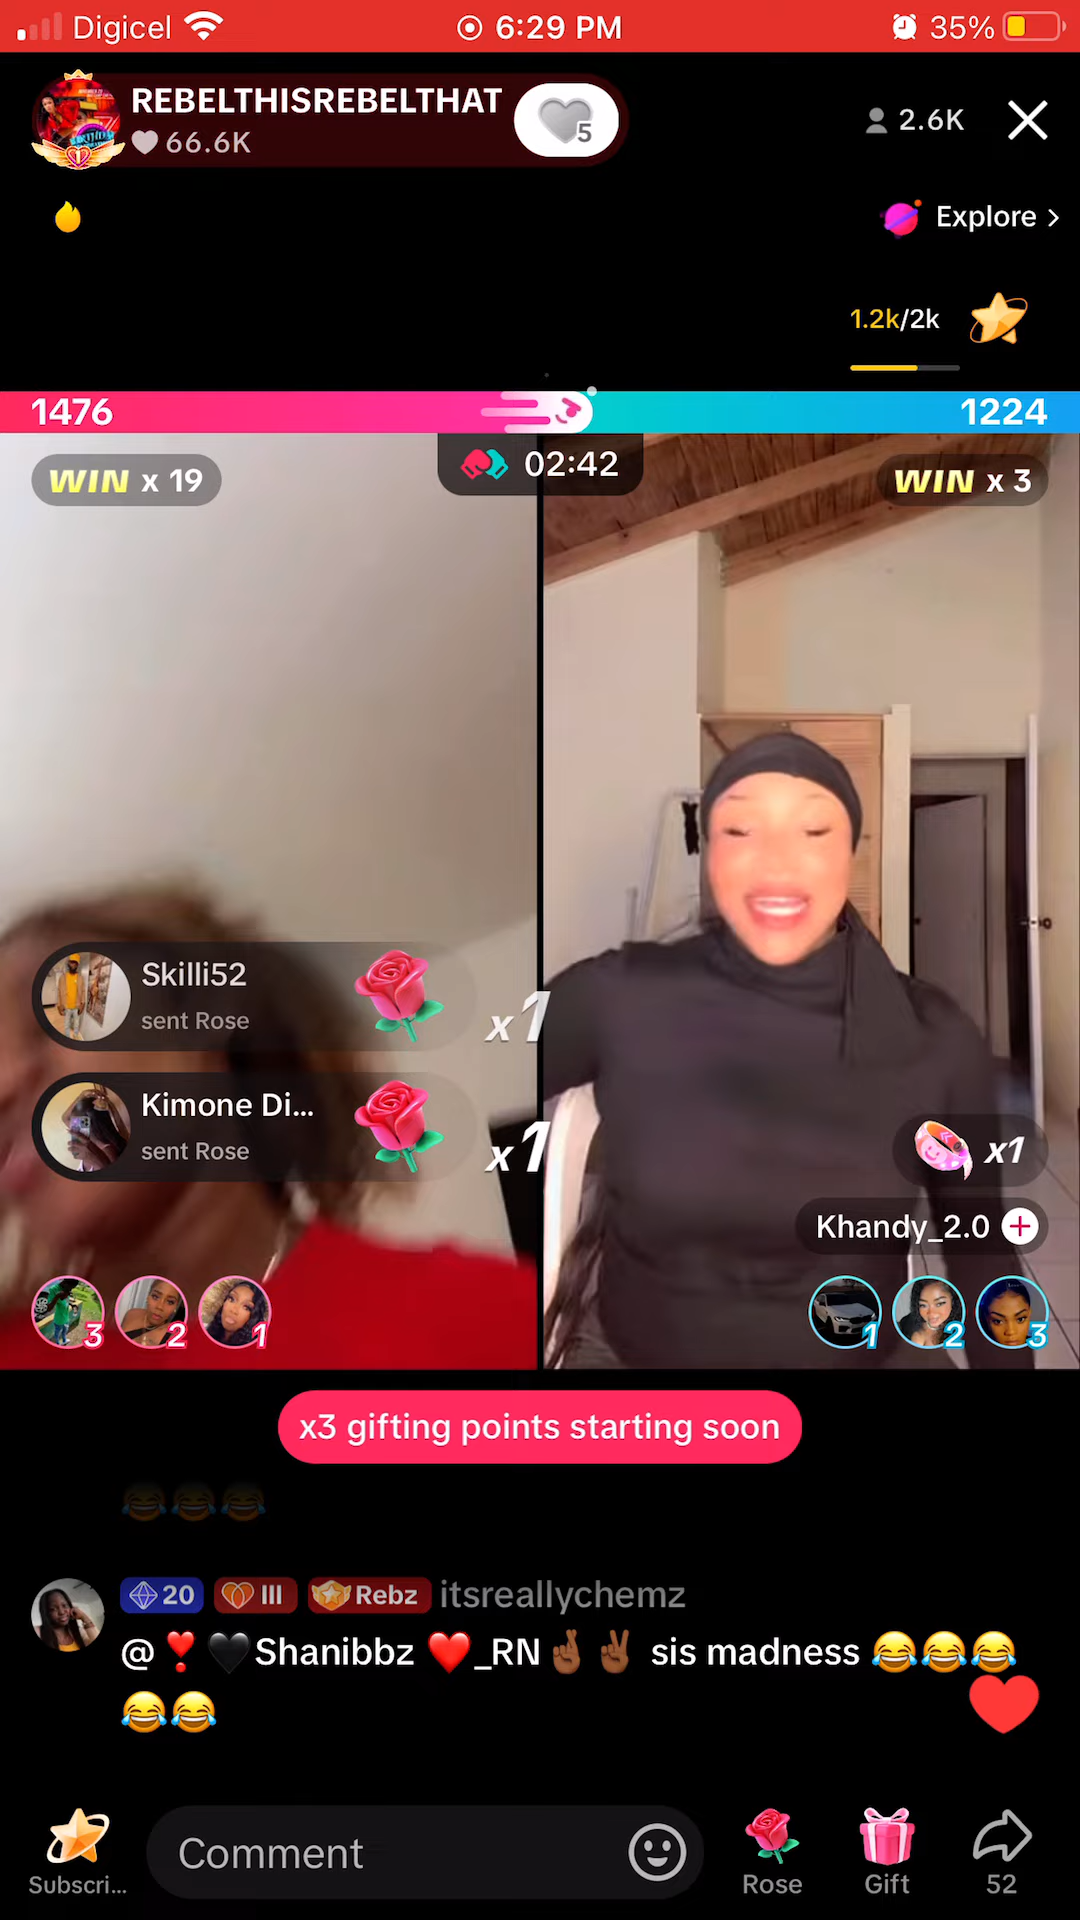 Digicel
6:29 PM
35%
REBELTHISREBELTHAT
66.6K
5
2.6K
Explore >
1.2k/2k
1476
1224
WIN x 19
02:42
WIN x 3
Skilli52
sent Rose
x1
Kimone Di...
sent Rose
x1
x1
Khandy_2.0
3
2
1
1
2
3
x3 gifting points starting soon
😂😂😂
20 III Rebz itsreallychemz
@❣️🖤Shanibbz ❤️_RN🤞🏾✌🏾 sis madness 😂😂😂
😂😂
Comment
Subscri...
Rose
Gift
52